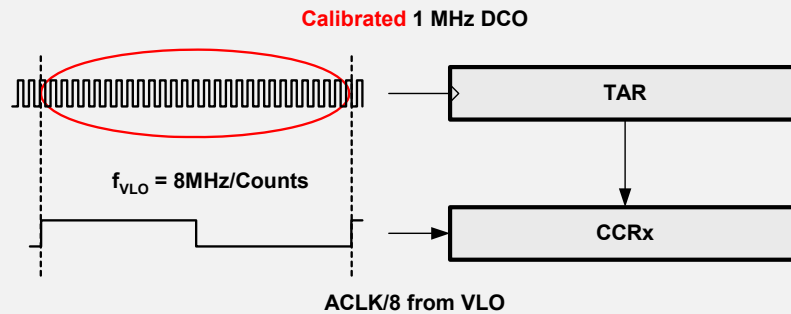 Calibrated 1 MHz DCO
TAR
fVLO = 8MHz/Counts
CCRx
ACLK/8 from VLO